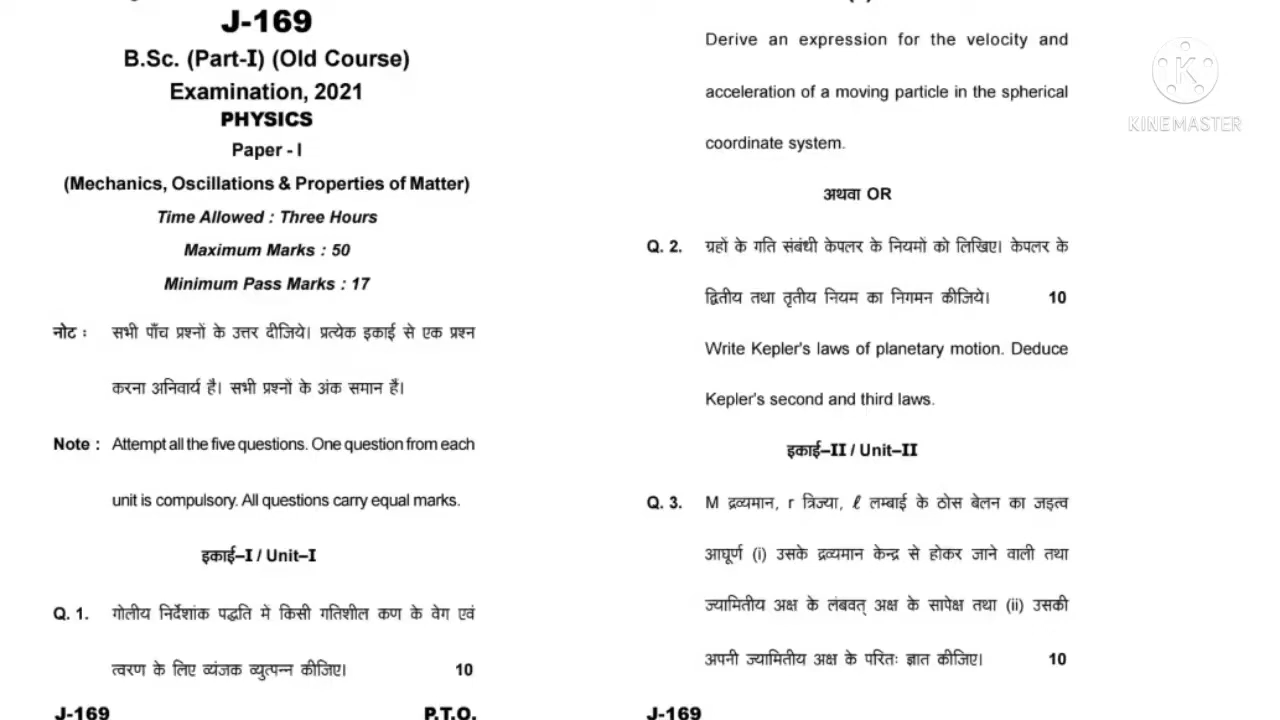 J-169
B.Sc. (Part-I) (Old Course)
Examination, 2021
PHYSICS
Paper - I
(Mechanics, Oscillations & Properties of Matter)
Time Allowed : Three Hours
Maximum Marks : 50
Minimum Pass Marks : 17
नोट : सभी पाँच प्रश्नों के उत्तर दीजिये। प्रत्येक इकाई से एक प्रश्न
करना अनिवार्य है। सभी प्रश्नों के अंक समान हैं।
Note : Attempt all the five questions. One question from each
unit is compulsory. All questions carry equal marks.
इकाई–I / Unit–I
Q. 1. गोलीय निर्देशांक पद्धति में किसी गतिशील कण के वेग एवं
त्वरण के लिए व्यंजक व्युत्पन्न कीजिए। 10
J-169 P.T.O.
Derive an expression for the velocity and
acceleration of a moving particle in the spherical
coordinate system.
अथवा OR
Q. 2. ग्रहों के गति संबंधी केपलर के नियमों को लिखिए। केपलर के
द्वितीय तथा तृतीय नियम का निगमन कीजिये। 10
Write Kepler's laws of planetary motion. Deduce
Kepler's second and third laws.
इकाई–II / Unit–II
Q. 3. M द्रव्यमान, r त्रिज्या, ℓ लम्बाई के ठोस बेलन का जड़त्व
आघूर्ण (i) उसके द्रव्यमान केन्द्र से होकर जाने वाली तथा
ज्यामितीय अक्ष के लंबवत् अक्ष के सापेक्ष तथा (ii) उसकी
अपनी ज्यामितीय अक्ष के परितः ज्ञात कीजिए। 10
J-169
K
KINEMASTER